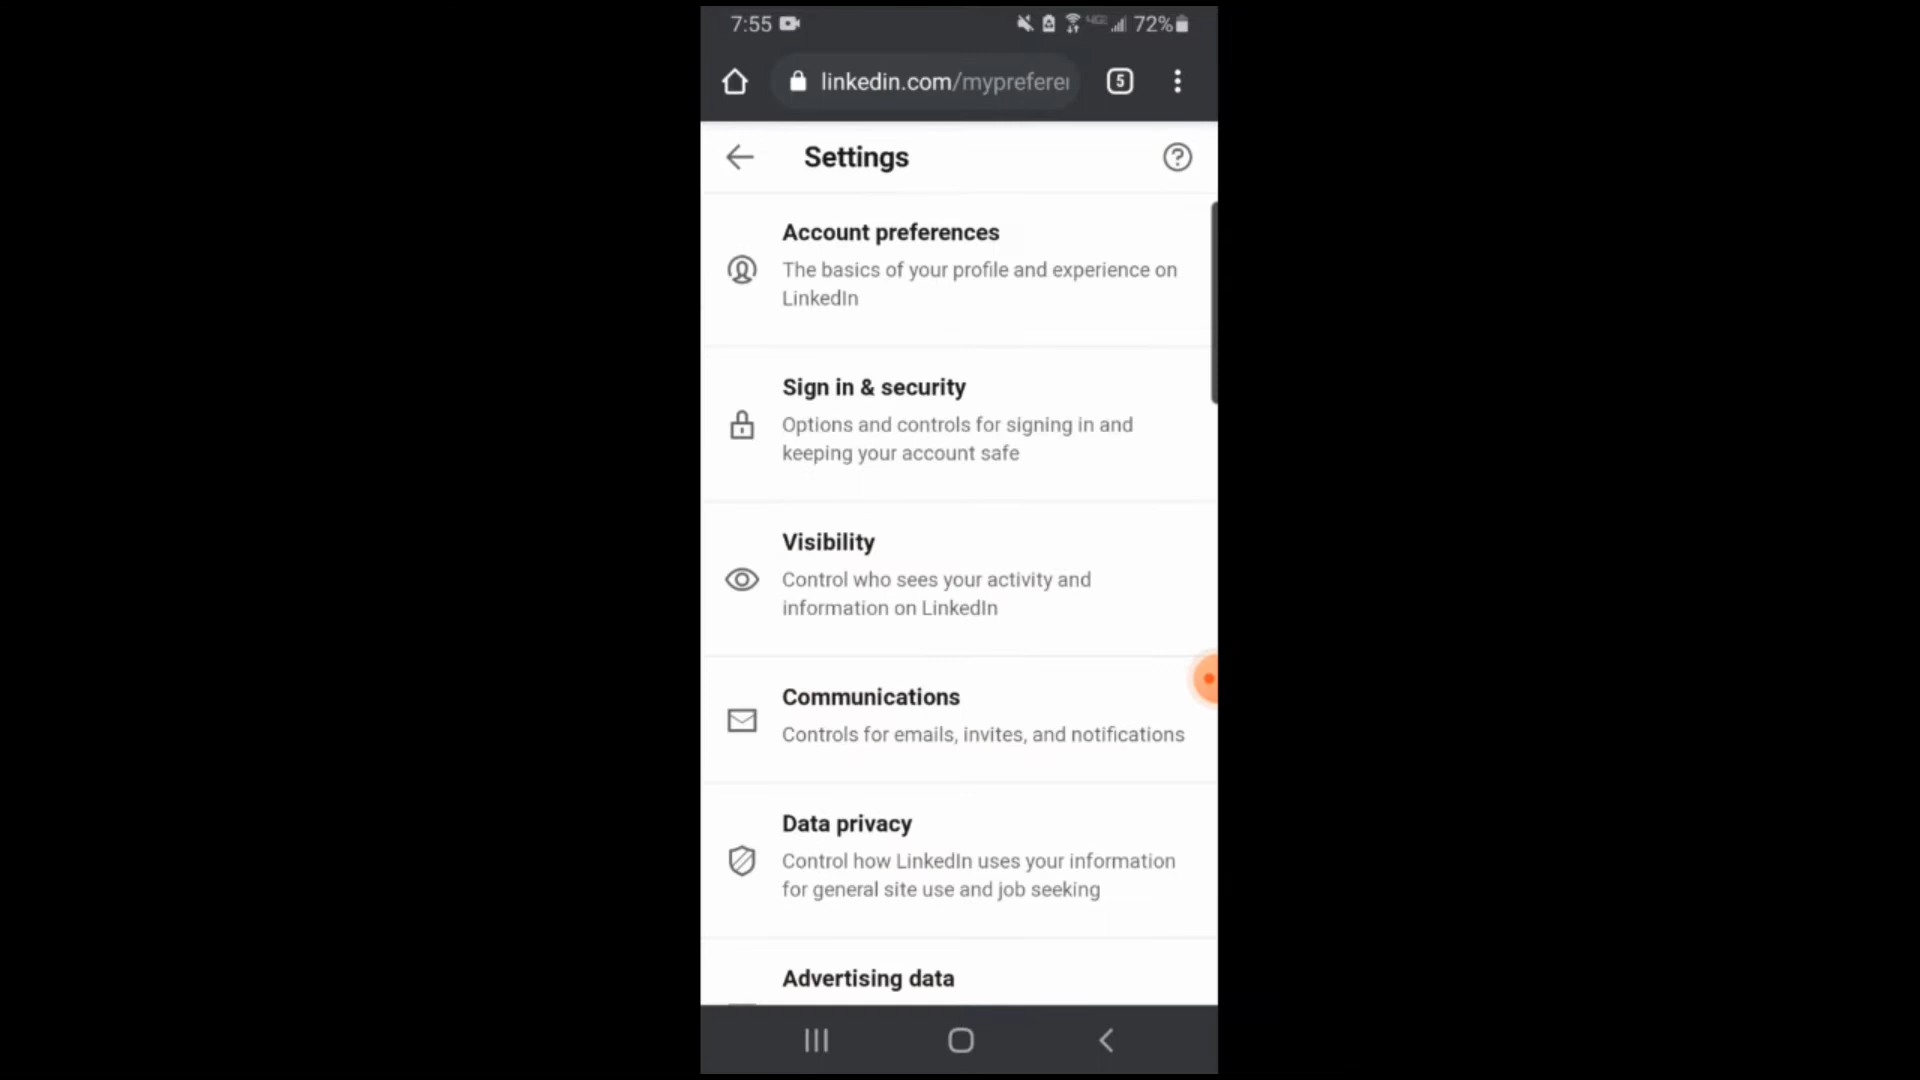 7:55
72%
linkedin.com/myprefere
5
Settings
Account preferences
The basics of your profile and experience on
LinkedIn
Sign in & security
Options and controls for signing in and
keeping your account safe
Visibility
Control who sees your activity and
information on LinkedIn
Communications
Controls for emails, invites, and notifications
Data privacy
Control how LinkedIn uses your information
for general site use and job seeking
Advertising data